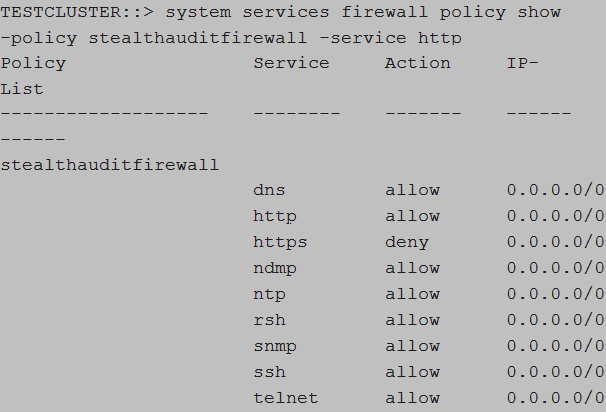 TESTCLUSTER::> system services firewall policy show
-policy stealthauditfirewall -service http
Policy Service Action IP-
List
------------------- -------- ------- ------
------
stealthauditfirewall
dns allow 0.0.0.0/0
http allow 0.0.0.0/0
https deny 0.0.0.0/0
ndmp allow 0.0.0.0/0
ntp allow 0.0.0.0/0
rsh allow 0.0.0.0/0
snmp allow 0.0.0.0/0
ssh allow 0.0.0.0/0
telnet allow 0.0.0.0/0